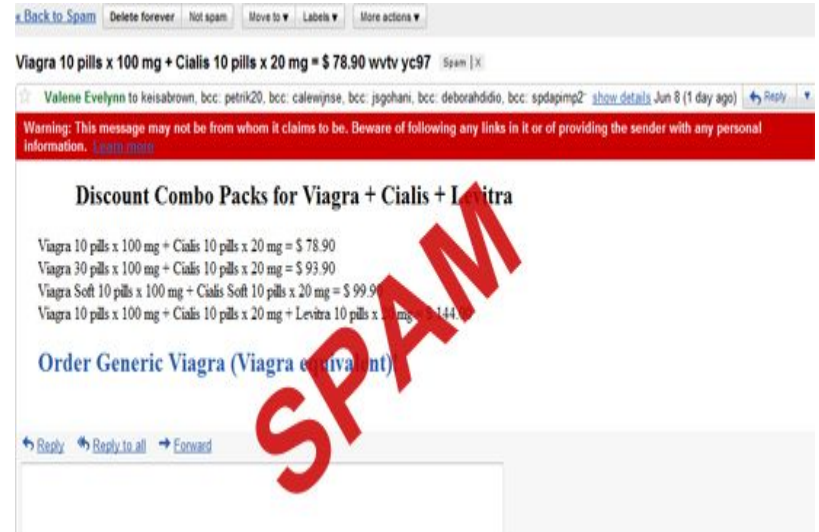 « Back to Spam Delete forever Not spam Move to ▼ Labels ▼ More actions ▼
Viagra 10 pills x 100 mg + Cialis 10 pills x 20 mg = $ 78.90 wvtv yc97 Spam | X
Valene Evelynn to keisabrown, bcc: petrik20, bcc: calewijnse, bcc: jsgohani, bcc: deborahdidio, bcc: spdapimp2 show details Jun 8 (1 day ago) Reply ▼
Warning: This message may not be from whom it claims to be. Beware of following any links in it or of providing the sender with any personal
information. Learn more
Discount Combo Packs for Viagra + Cialis + Levitra
Viagra 10 pills x 100 mg + Cialis 10 pills x 20 mg = $ 78.90
Viagra 30 pills x 100 mg + Cialis 10 pills x 20 mg = $ 93.90
Viagra Soft 10 pills x 100 mg + Cialis Soft 10 pills x 20 mg = $ 99.90
Viagra 10 pills x 100 mg + Cialis 10 pills x 20 mg + Levitra 10 pills x mg
Order Generic Viagra (Viagra equivalent)!
SPAM
Reply Reply to all Forward